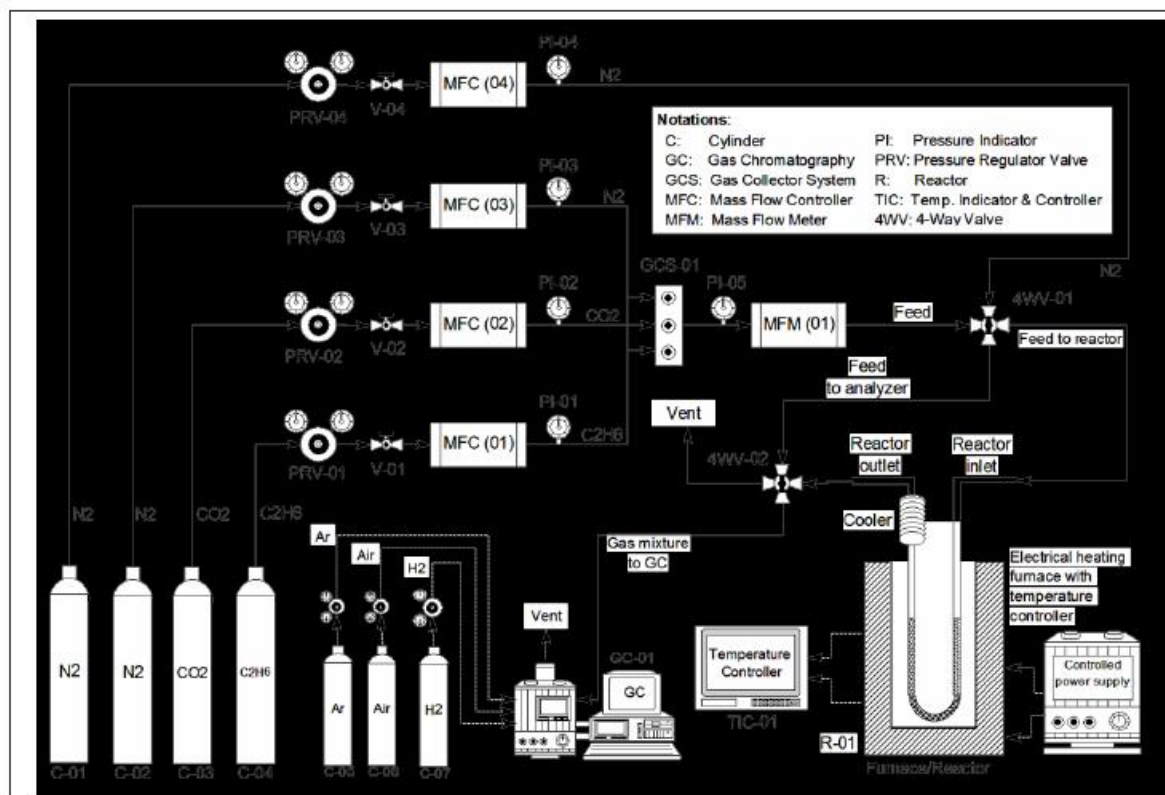 PI-04
N2
MFC (04)
PRV-04
V-04
Notations:
C: Cylinder
GC: Gas Chromatography
GCS: Gas Collector System
MFC: Mass Flow Controller
MFM: Mass Flow Meter
PI: Pressure Indicator
PRV: Pressure Regulator Valve
R: Reactor
TIC: Temp. Indicator & Controller
4WV: 4-Way Valve
PI-03
N2
MFC (03)
PRV-03
V-03
GCS-01
N2
PI-02
CO2
PI-05
4WV-01
MFC (02)
MFM (01)
Feed
PRV-02
V-02
Feed to reactor
Feed
to analyzer
PI-01
C2H6
MFC (01)
PRV-01
V-01
Vent
4WV-02
Reactor
outlet
Reactor
inlet
Cooler
N2
N2
CO2
C2H6
Ar
Air
H2
Gas mixture
to GC
Electrical heating
furnace with
temperature
controller
Vent
GC-01
GC
Temperature
Controller
TIC-01
Controlled
power supply
N2
N2
CO2
C2H6
Ar
Air
H2
R-01
Furnace/Reactor
C-01
C-02
C-03
C-04
C-05
C-06
C-07